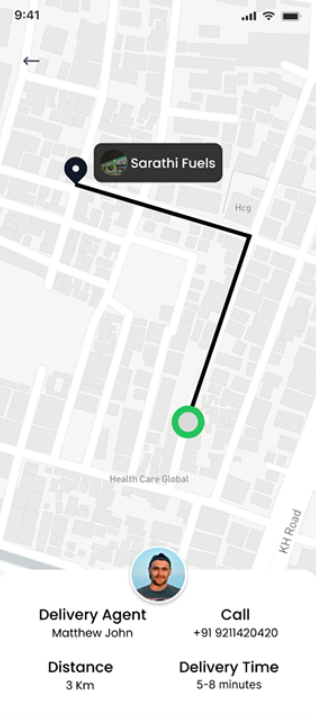 9:41
Sarathi Fuels
Hcg
Health Care Global
KH Road
Delivery Agent
Matthew John
Call
+91 9211420420
Distance
3 Km
Delivery Time
5-8 minutes